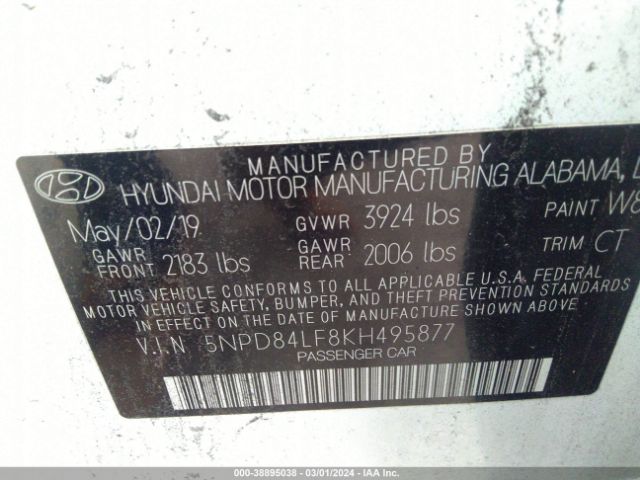 MANUFACTURED BY
HYUNDAI MOTOR MANUFACTURING ALABAMA,
May/02/19 GVWR 3924 lbs PAINT W8
GAWR FRONT 2183 lbs GAWR REAR 2006 lbs TRIM CT
THIS VEHICLE CONFORMS TO ALL APPLICABLE U.S.A. FEDERAL
MOTOR VEHICLE SAFETY, BUMPER, AND THEFT PREVENTION STANDARDS
IN EFFECT ON THE DATE OF MANUFACTURE SHOWN ABOVE
V.I.N 5NPD84LF8KH495877
PASSENGER CAR
000-38895038 - 03/01/2024 - IAA Inc.